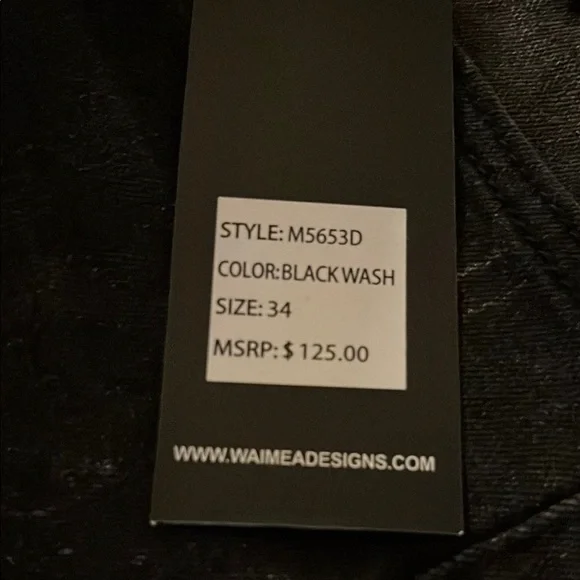 STYLE: M5653D
COLOR:BLACK WASH
SIZE: 34
MSRP: $ 125.00
WWW.WAIMEADESIGNS.COM